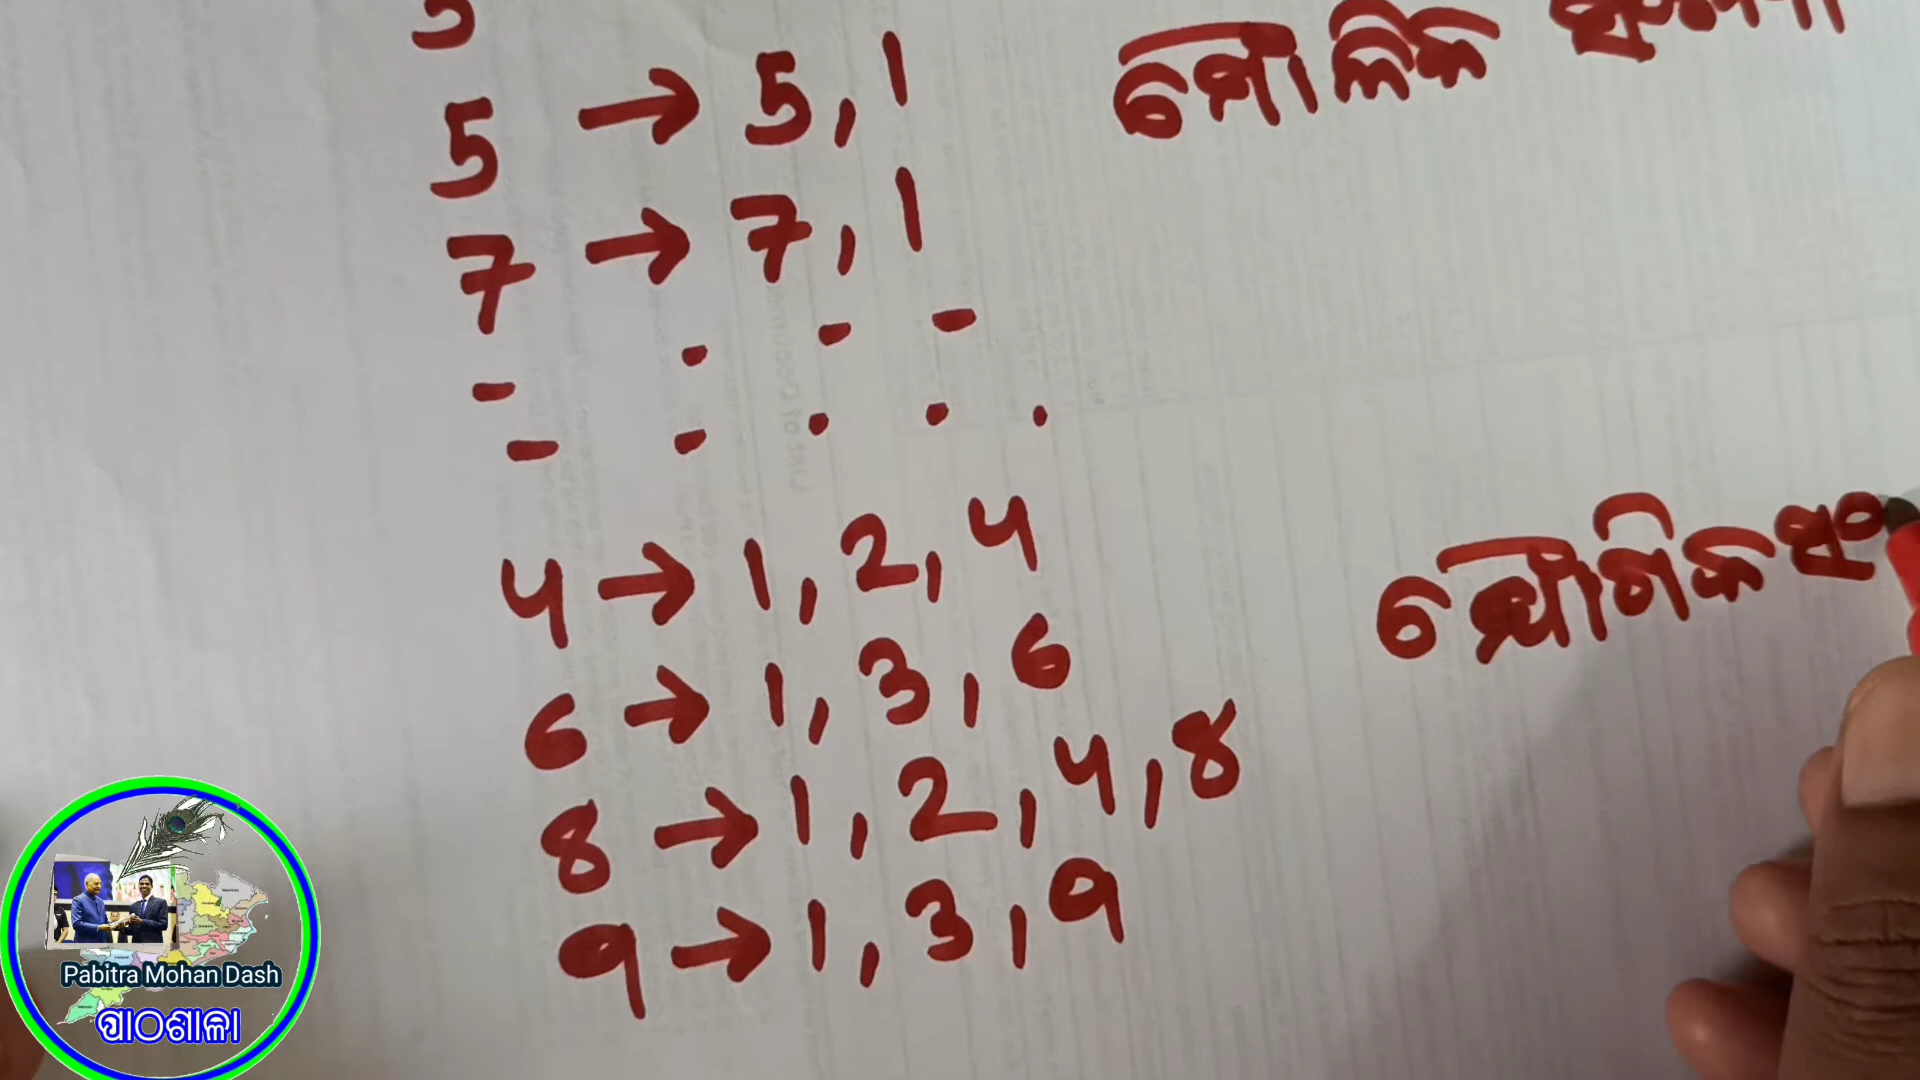 3
5 → 5, 1 ମୌଳିକ ସଂଖ୍ୟା
7 → 7, 1
4 → 1, 2, 4
6 → 1, 3, 6 ଯୌଗିକ ସଂ
8 → 1, 2, 4, 8
9 → 1, 3, 9
Pabitra Mohan Dash
ପାଠଶାଳା